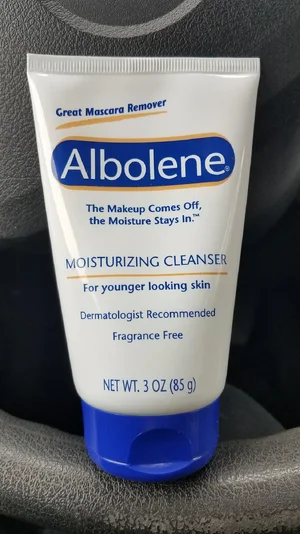 Great Mascara Remover
Albolene®
The Makeup Comes Off,
the Moisture Stays In.™
MOISTURIZING CLEANSER
For younger looking skin
Dermatologist Recommended
Fragrance Free
NET WT. 3 OZ (85 g)